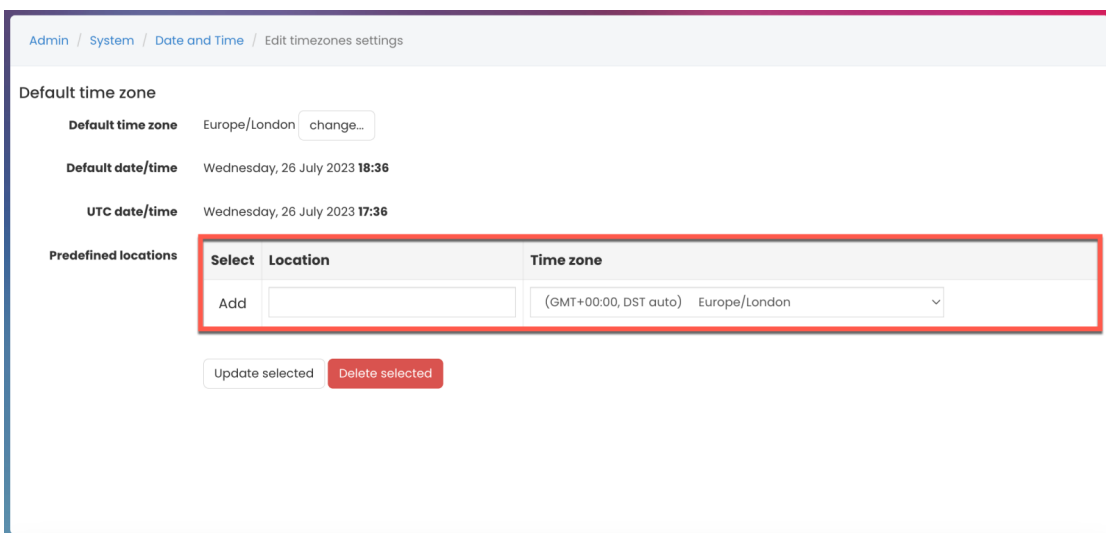 Admin / System / Date and Time / Edit timezones settings
Default time zone
Default time zone Europe/London change...
Default date/time Wednesday, 26 July 2023 18:36
UTC date/time Wednesday, 26 July 2023 17:36
Predefined locations Select Location Time zone
Add (GMT+00:00, DST auto) Europe/London
Update selected Delete selected